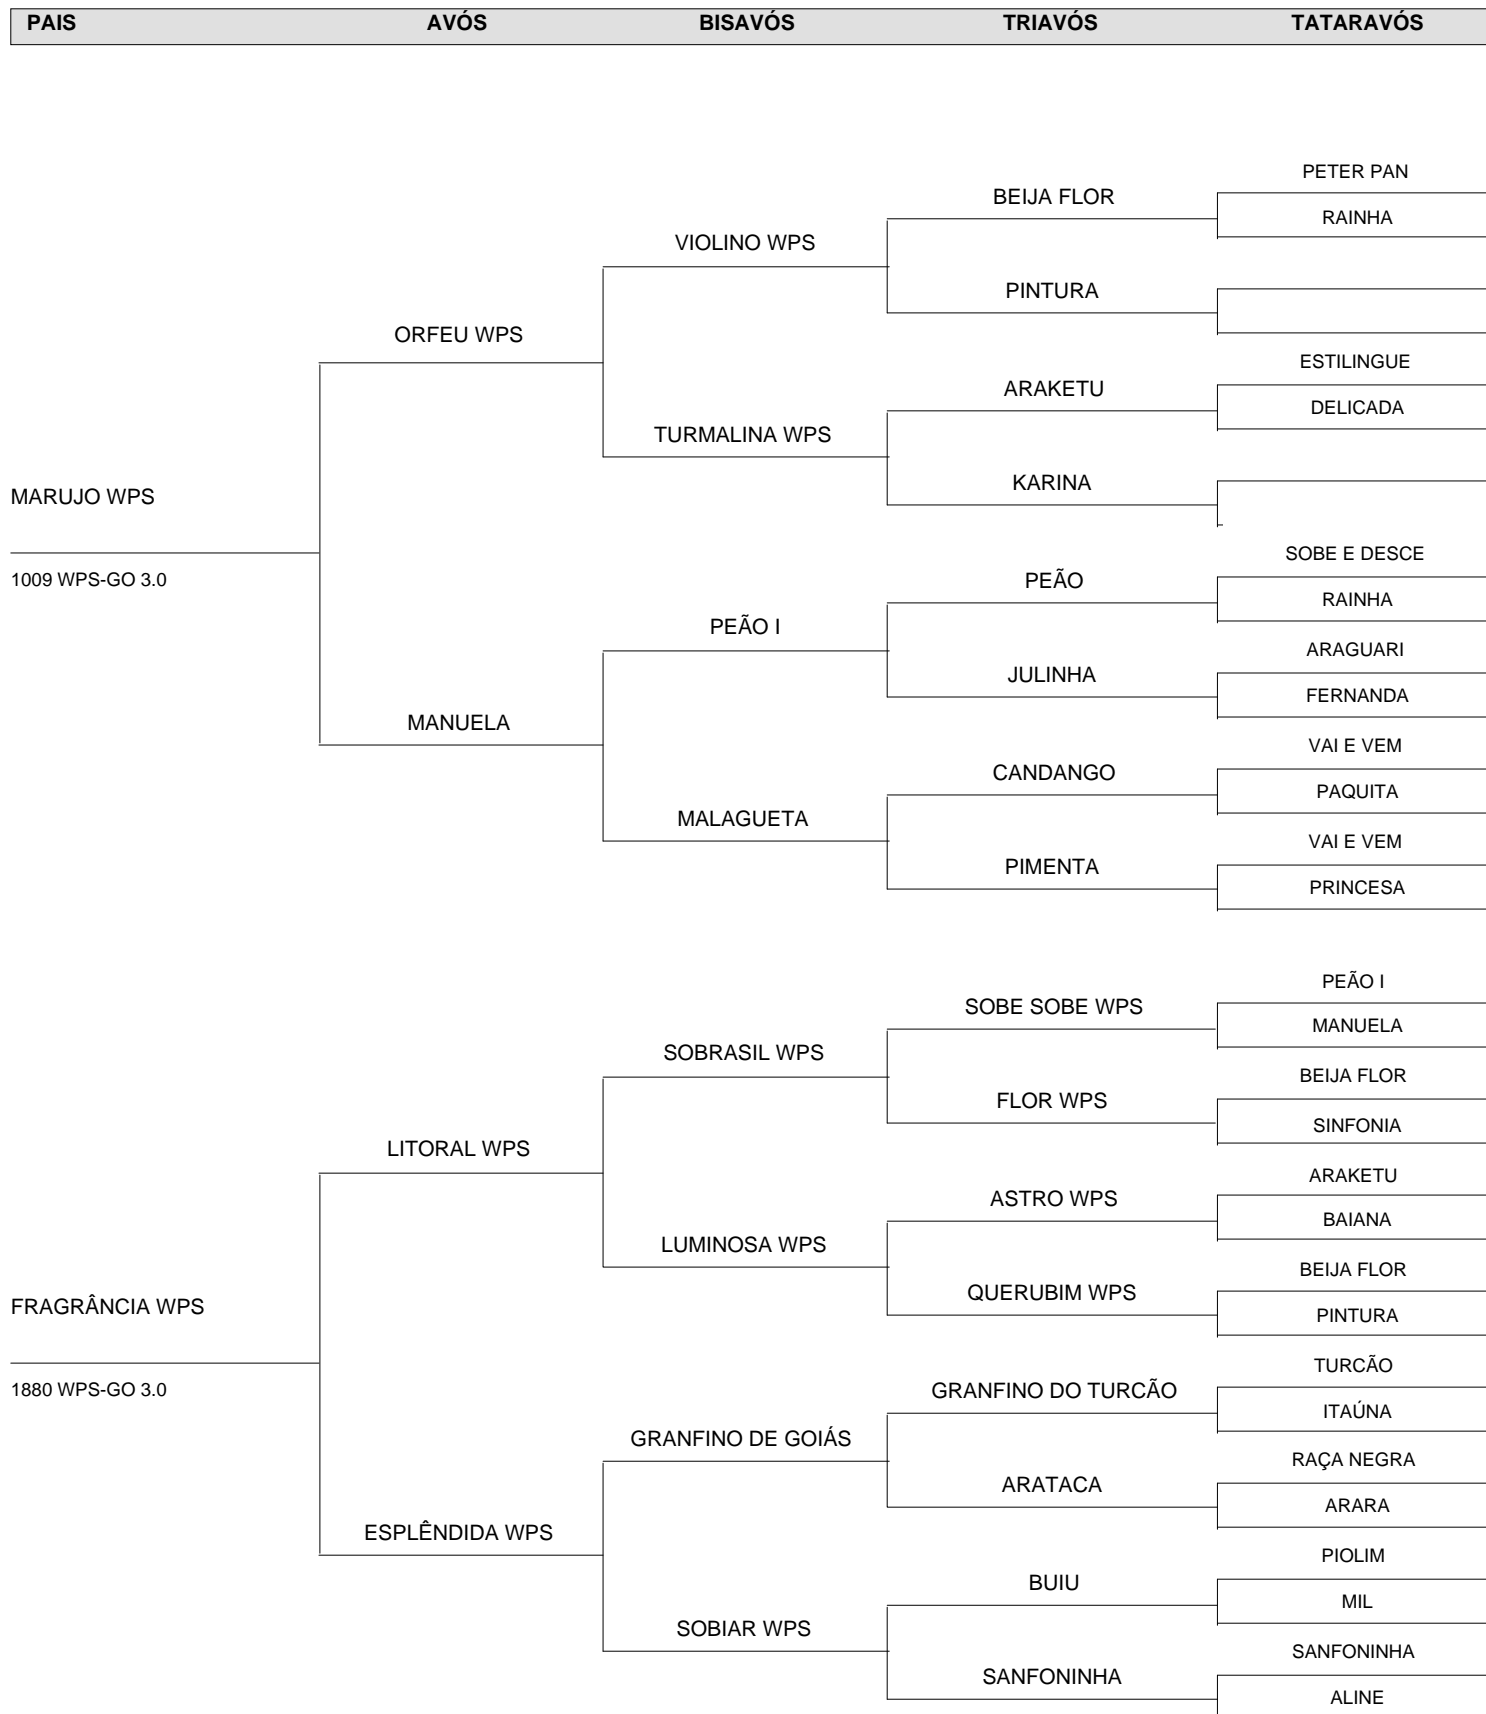 PAIS AVÓS BISAVÓS TRIAVÓS TATARAVÓS
PETER PAN
BEIJA FLOR
RAINHA
VIOLINO WPS
PINTURA
ORFEU WPS
ESTILINGUE
ARAKETU
DELICADA
TURMALINA WPS
KARINA
MARUJO WPS
SOBE E DESCE
1009 WPS-GO 3.0
PEÃO
RAINHA
PEÃO I
ARAGUARI
JULINHA
FERNANDA
MANUELA
VAI E VEM
CANDANGO
PAQUITA
MALAGUETA
VAI E VEM
PIMENTA
PRINCESA
PEÃO I
SOBE SOBE WPS
MANUELA
SOBRASIL WPS
BEIJA FLOR
FLOR WPS
SINFONIA
LITORAL WPS
ARAKETU
ASTRO WPS
BAIANA
LUMINOSA WPS
BEIJA FLOR
QUERUBIM WPS
FRAGRÂNCIA WPS
PINTURA
TURCÃO
1880 WPS-GO 3.0
GRANFINO DO TURCÃO
ITAÚNA
GRANFINO DE GOIÁS
RAÇA NEGRA
ARATACA
ARARA
ESPLÊNDIDA WPS
PIOLIM
BUIU
MIL
SOBIAR WPS
SANFONINHA
SANFONINHA
ALINE